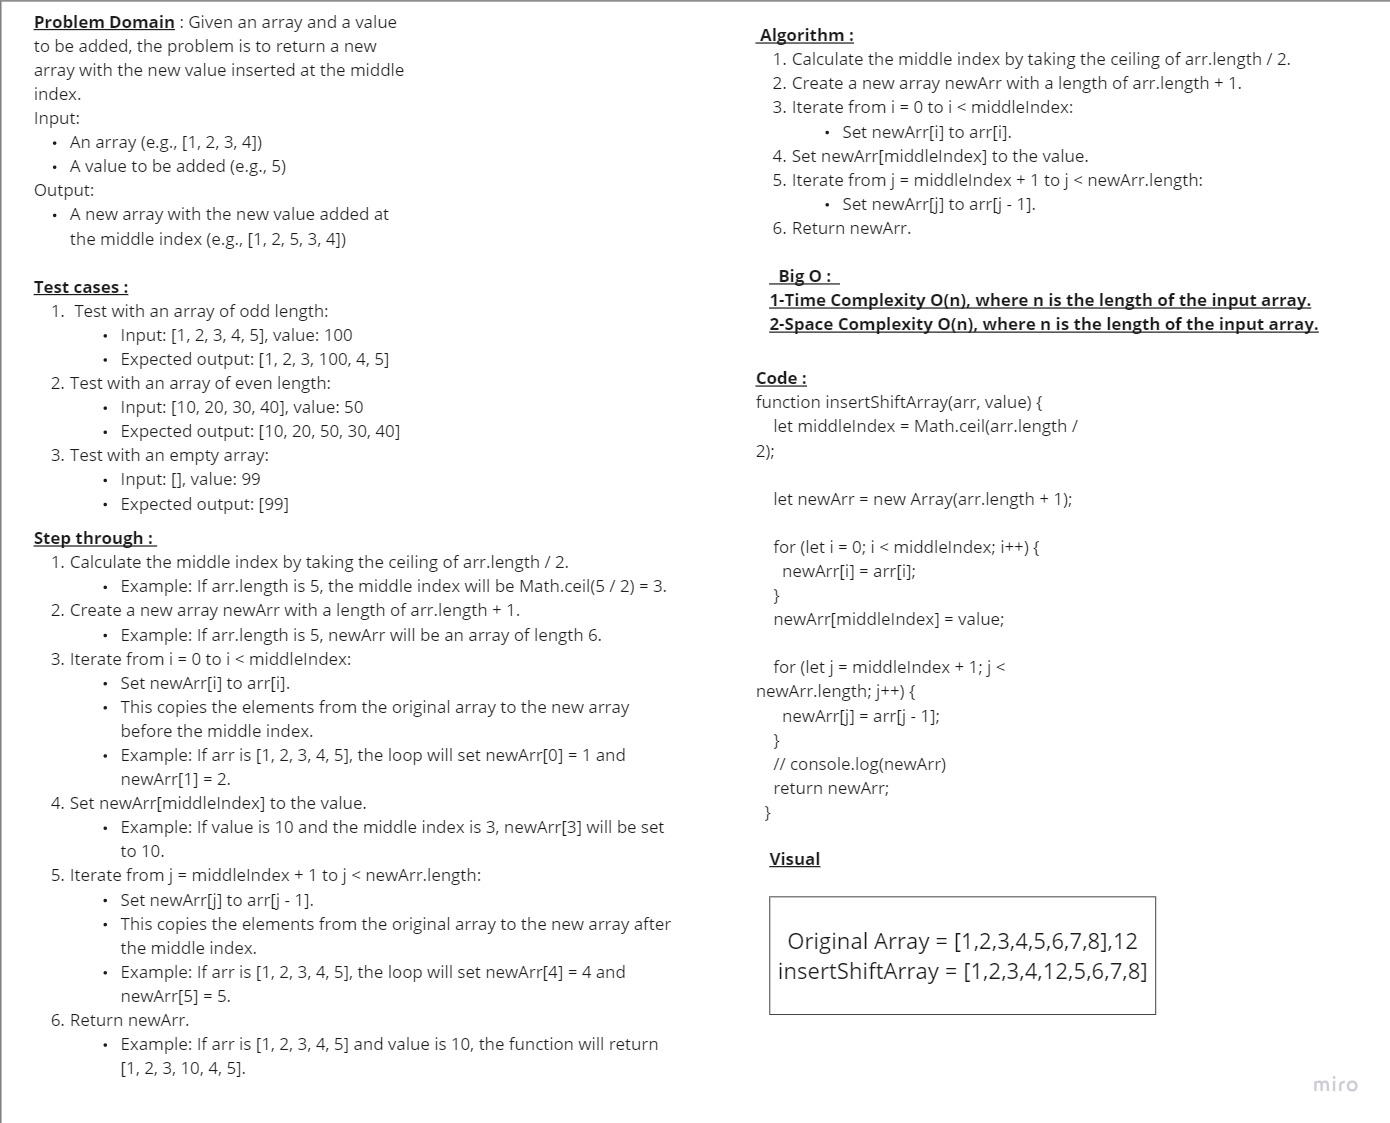 Problem Domain : Given an array and a value
to be added, the problem is to return a new
array with the new value inserted at the middle
index.
Input:
• An array (e.g., [1, 2, 3, 4])
• A value to be added (e.g., 5)
Output:
• A new array with the new value added at
the middle index (e.g., [1, 2, 5, 3, 4])
Test cases :
1. Test with an array of odd length:
• Input: [1, 2, 3, 4, 5], value: 100
• Expected output: [1, 2, 3, 100, 4, 5]
2. Test with an array of even length:
• Input: [10, 20, 30, 40], value: 50
• Expected output: [10, 20, 50, 30, 40]
3. Test with an empty array:
• Input: [], value: 99
• Expected output: [99]
Step through :
1. Calculate the middle index by taking the ceiling of arr.length / 2.
• Example: If arr.length is 5, the middle index will be Math.ceil(5 / 2) = 3.
2. Create a new array newArr with a length of arr.length + 1.
• Example: If arr.length is 5, newArr will be an array of length 6.
3. Iterate from i = 0 to i < middleIndex:
• Set newArr[i] to arr[i].
• This copies the elements from the original array to the new array
before the middle index.
• Example: If arr is [1, 2, 3, 4, 5], the loop will set newArr[0] = 1 and
newArr[1] = 2.
4. Set newArr[middleIndex] to the value.
• Example: If value is 10 and the middle index is 3, newArr[3] will be set
to 10.
5. Iterate from j = middleIndex + 1 to j < newArr.length:
• Set newArr[j] to arr[j - 1].
• This copies the elements from the original array to the new array after
the middle index.
• Example: If arr is [1, 2, 3, 4, 5], the loop will set newArr[4] = 4 and
newArr[5] = 5.
6. Return newArr.
• Example: If arr is [1, 2, 3, 4, 5] and value is 10, the function will return
[1, 2, 3, 10, 4, 5].
Algorithm :
1. Calculate the middle index by taking the ceiling of arr.length / 2.
2. Create a new array newArr with a length of arr.length + 1.
3. Iterate from i = 0 to i < middleIndex:
• Set newArr[i] to arr[i].
4. Set newArr[middleIndex] to the value.
5. Iterate from j = middleIndex + 1 to j < newArr.length:
• Set newArr[j] to arr[j - 1].
6. Return newArr.
Big O :
1-Time Complexity O(n), where n is the length of the input array.
2-Space Complexity O(n), where n is the length of the input array.
Code :
function insertShiftArray(arr, value) {
let middleIndex = Math.ceil(arr.length /
2);
let newArr = new Array(arr.length + 1);
for (let i = 0; i < middleIndex; i++) {
newArr[i] = arr[i];
}
newArr[middleIndex] = value;
for (let j = middleIndex + 1; j <
newArr.length; j++) {
newArr[j] = arr[j - 1];
}
// console.log(newArr)
return newArr;
}
Visual
Original Array = [1,2,3,4,5,6,7,8],12
insertShiftArray = [1,2,3,4,12,5,6,7,8]
miro